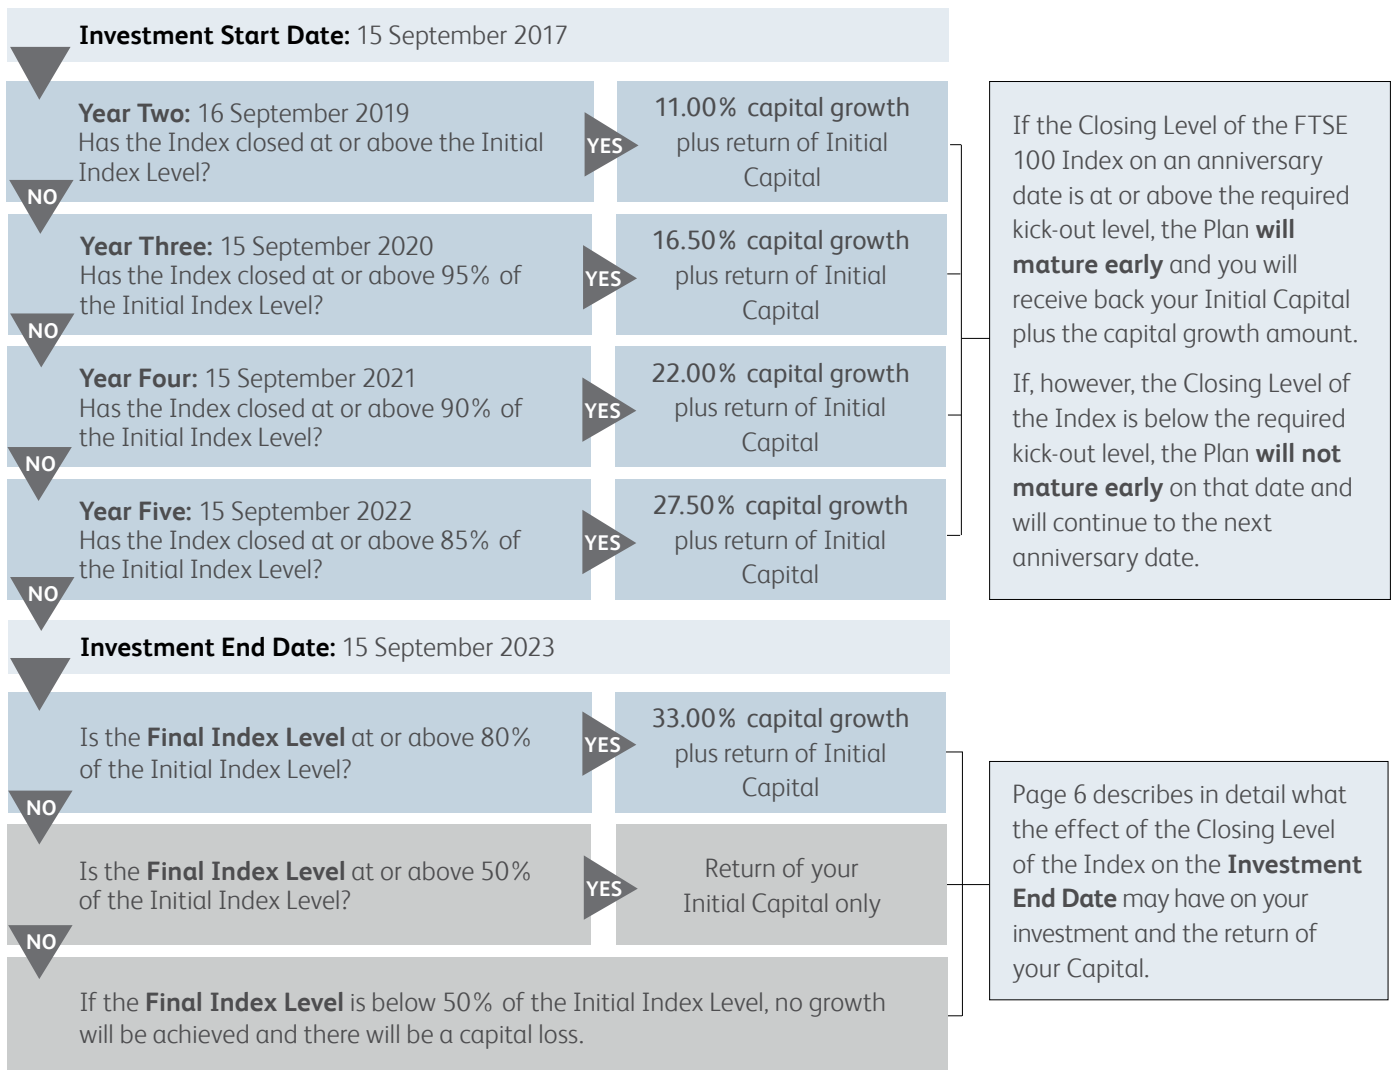 Investment Start Date: 15 September 2017
Year Two: 16 September 2019
Has the Index closed at or above the Initial
Index Level?
YES
11.00% capital growth
plus return of Initial
Capital
NO
Year Three: 15 September 2020
Has the Index closed at or above 95% of
the Initial Index Level?
YES
16.50% capital growth
plus return of Initial
Capital
NO
Year Four: 15 September 2021
Has the Index closed at or above 90% of
the Initial Index Level?
YES
22.00% capital growth
plus return of Initial
Capital
NO
Year Five: 15 September 2022
Has the Index closed at or above 85% of
the Initial Index Level?
YES
27.50% capital growth
plus return of Initial
Capital
NO
If the Closing Level of the FTSE
100 Index on an anniversary
date is at or above the required
kick-out level, the Plan will
mature early and you will
receive back your Initial Capital
plus the capital growth amount.
If, however, the Closing Level of
the Index is below the required
kick-out level, the Plan will not
mature early on that date and
will continue to the next
anniversary date.
Investment End Date: 15 September 2023
Is the Final Index Level at or above 80%
of the Initial Index Level?
YES
33.00% capital growth
plus return of Initial
Capital
NO
Is the Final Index Level at or above 50%
of the Initial Index Level?
YES
Return of your
Initial Capital only
NO
If the Final Index Level is below 50% of the Initial Index Level, no growth
will be achieved and there will be a capital loss.
Page 6 describes in detail what
the effect of the Closing Level
of the Index on the Investment
End Date may have on your
investment and the return of
your Capital.